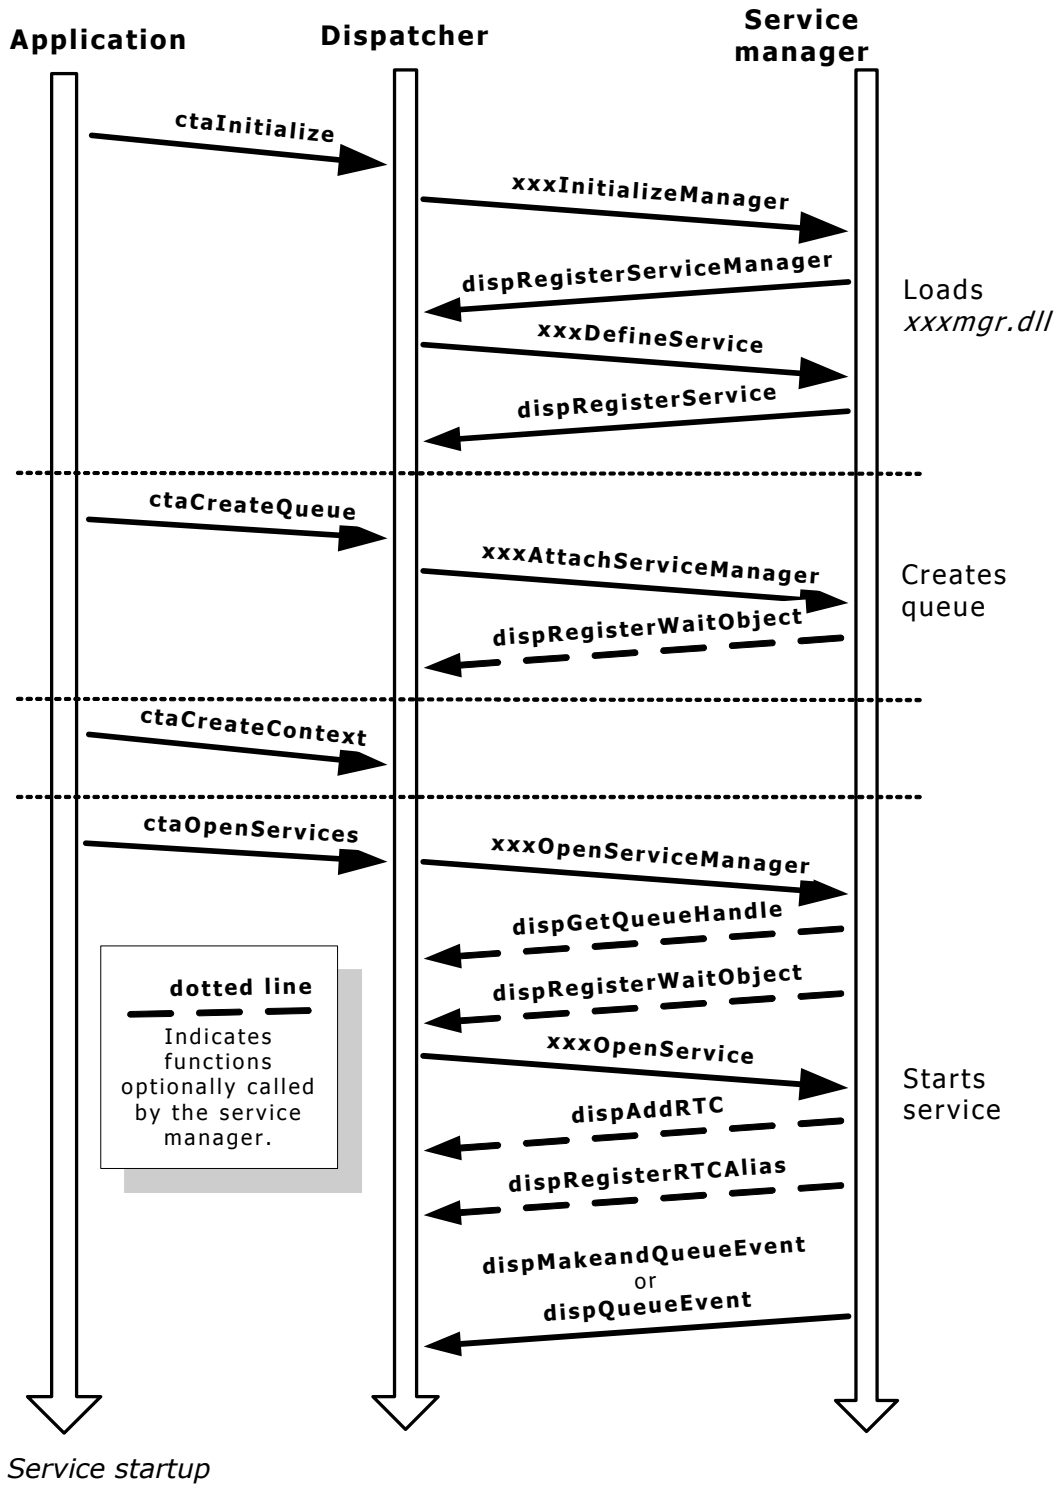 Application
Dispatcher
Service
manager
ctaInitialize
xxxInitializeManager
dispRegisterServiceManager
xxxDefineService
dispRegisterService
Loads
xxxmgr.dll
ctaCreateQueue
xxxAttachServiceManager
dispRegisterWaitObject
Creates
queue
ctaCreateContext
ctaOpenServices
xxxOpenServiceManager
dispGetQueueHandle
dispRegisterWaitObject
xxxOpenService
dispAddRTC
dispRegisterRTCAlias
dispMakeandQueueEvent
or
dispQueueEvent
Starts
service
dotted line
Indicates
functions
optionally called
by the service
manager.
Service startup